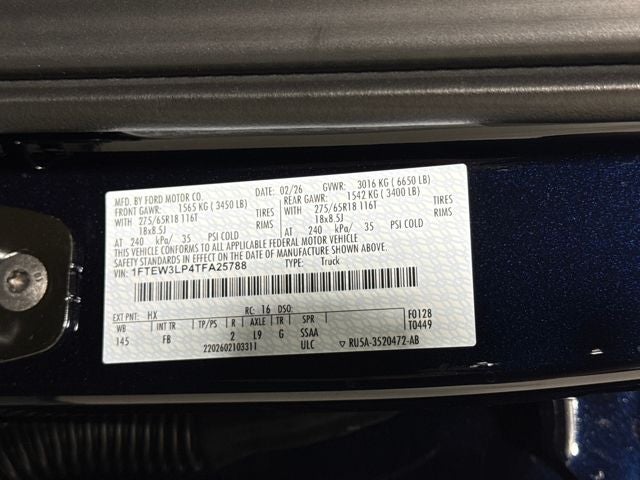 MFD. BY FORD MOTOR CO. DATE: 02/26 GVWR: 3016 KG ( 6650 LB)
FRONT GAWR: 1565 KG ( 3450 LB) REAR GAWR: 1542 KG ( 3400 LB)
WITH 275/65R18 116T TIRES WITH 275/65R18 116T TIRES
18x8.5J RIMS 18x8.5J RIMS
AT 240 kPa/ 35 PSI COLD AT 240 kPa/ 35 PSI COLD
THIS VEHICLE CONFORMS TO ALL APPLICABLE FEDERAL MOTOR VEHICLE
SAFETY STANDARDS IN EFFECT ON THE DATE OF MANUFACTURE SHOWN ABOVE.
VIN: 1FTEW3LP4TFA25788 TYPE: Truck
EXT PNT: HX RC: 16 DSO: F0128
WB INT TR TP/PS R AXLE TR SPR T0449
145 FB 2 L9 G SSAA
2202602103311 ULC ▽ RU5A-3520472-AB